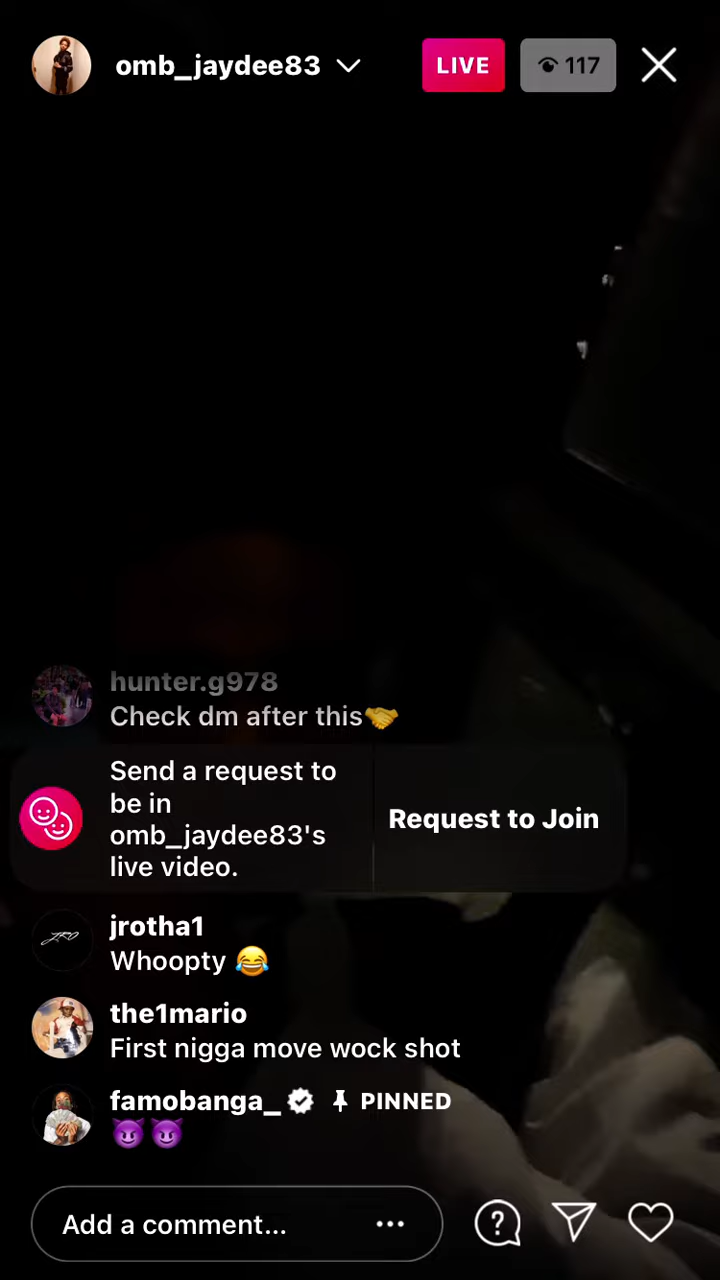 omb_jaydee83
LIVE
117
hunter.g978
Check dm after this🤝
Send a request to
be in
omb_jaydee83's
live video.
Request to Join
jrotha1
Whoopty 😂
the1mario
First nigga move wock shot
famobanga_ PINNED
😈😈
Add a comment...